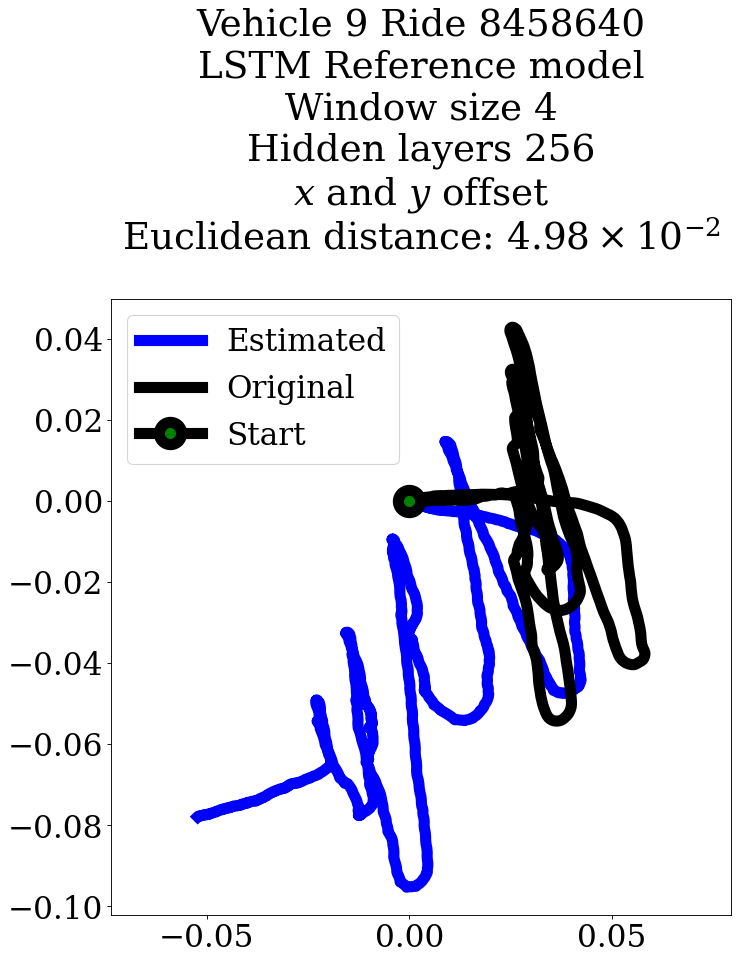 Vehicle 9 Ride 8458640
LSTM Reference model
Window size 4
Hidden layers 256
x and y offset
Euclidean distance: 4.98 × 10⁻²
Estimated
Original
Start
0.04
0.02
0.00
−0.02
−0.04
−0.06
−0.08
−0.10
−0.05
0.00
0.05